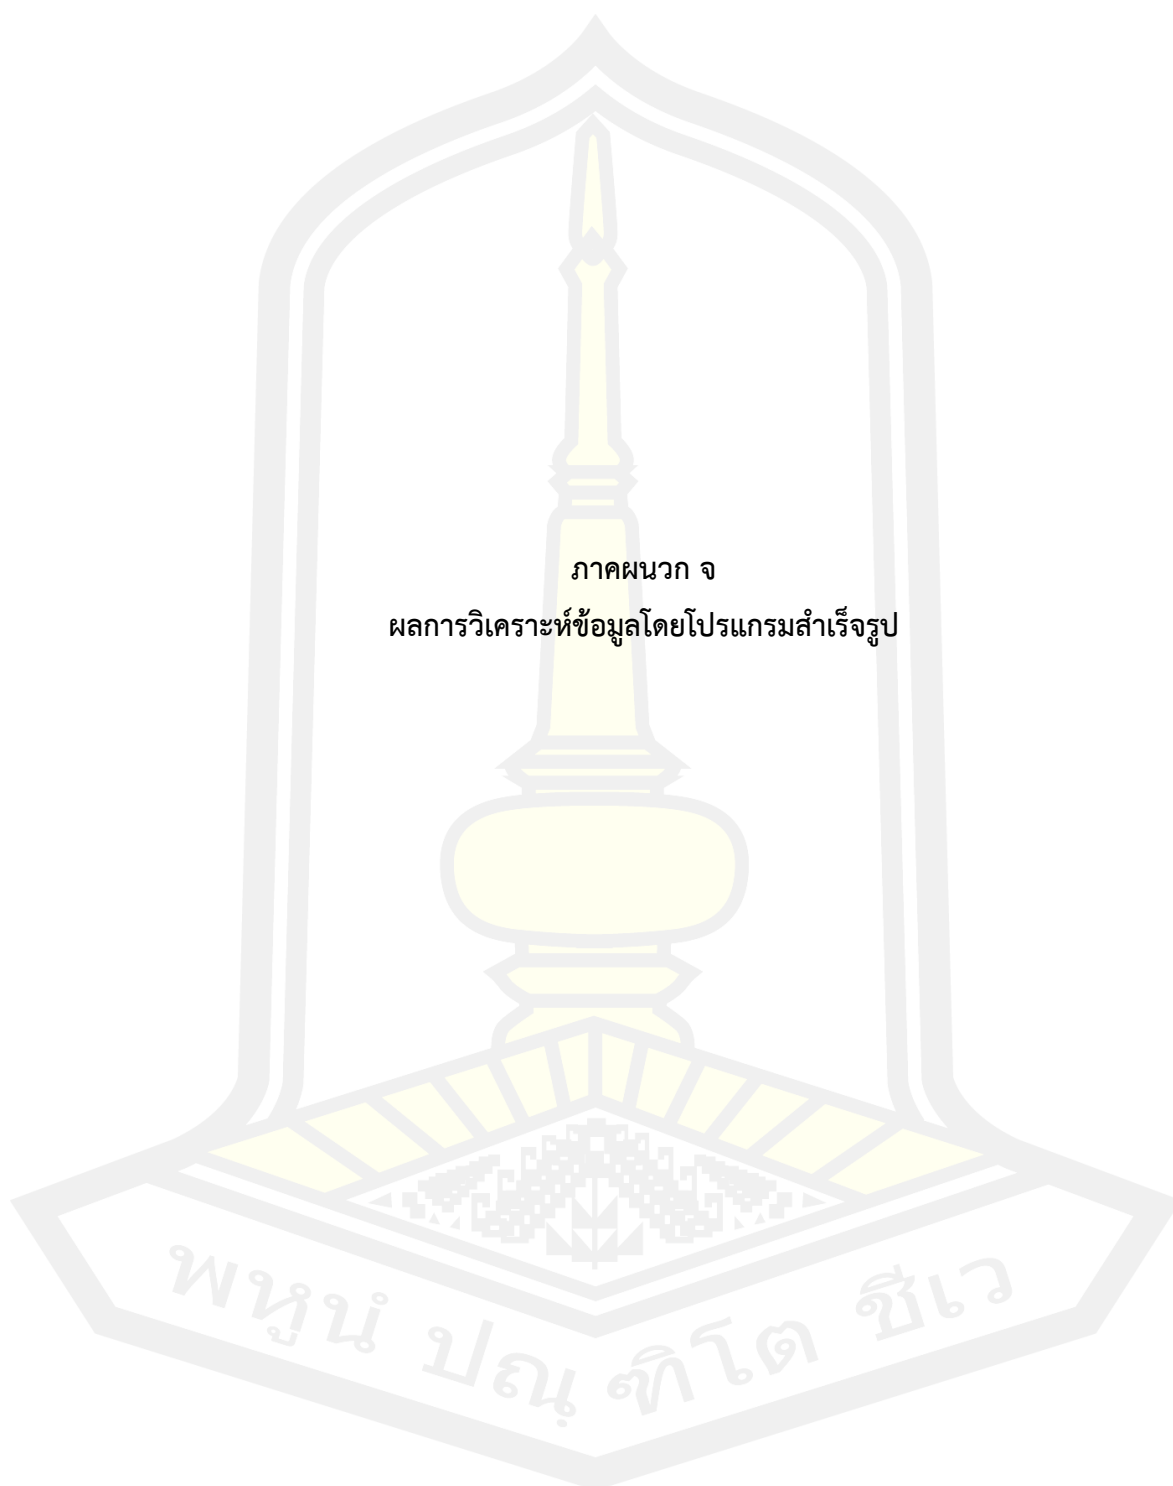 ภาคผนวก จ
ผลการวิเคราะห์ข้อมูลโดยโปรแกรมสำเร็จรูป
พหูนํ ปณฺฑิโต ชีเว